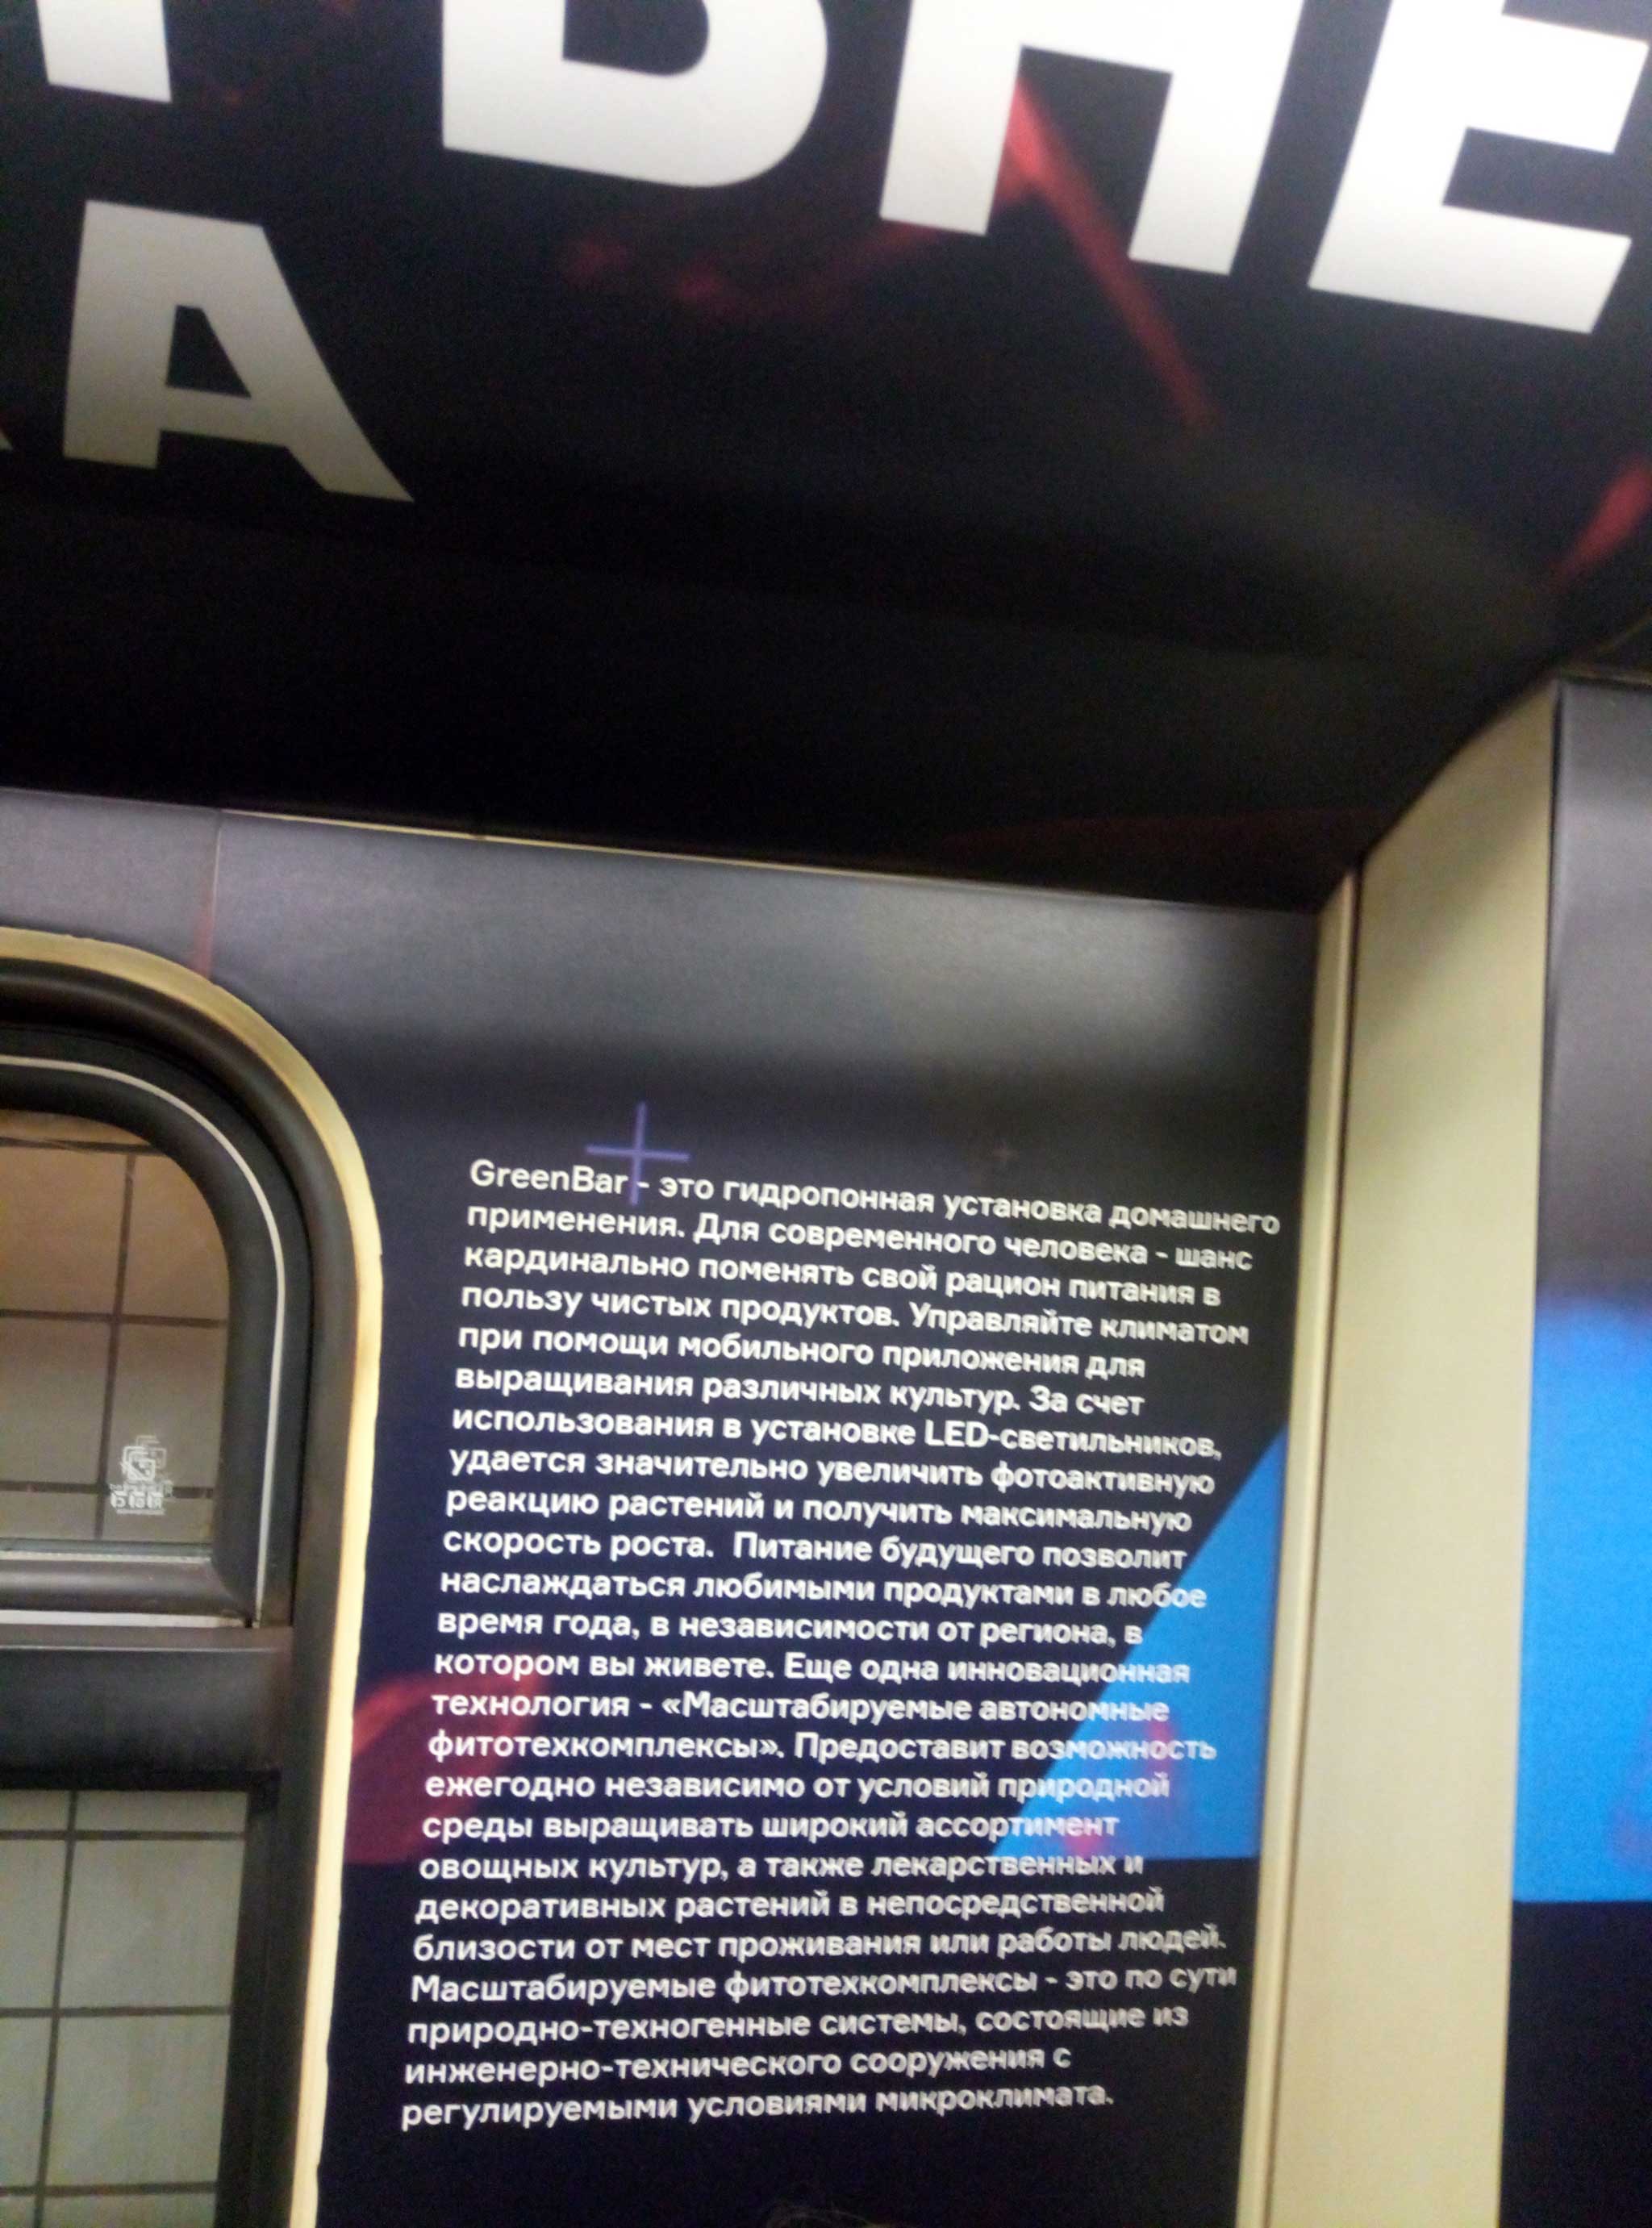 ВНЕ
А
GreenBar - это гидропонная установка домашнего
применения. Для современного человека - шанс
кардинально поменять свой рацион питания в
пользу чистых продуктов. Управляйте климатом
при помощи мобильного приложения для
выращивания различных культур. За счет
использования в установке LED-светильников,
удается значительно увеличить фотоактивную
реакцию растений и получить максимальную
скорость роста. Питание будущего позволит
наслаждаться любимыми продуктами в любое
время года, в независимости от региона, в
котором вы живете. Еще одна инновационная
технология - «Масштабируемые автономные
фитотехкомплексы». Предоставит возможность
ежегодно независимо от условий природной
среды выращивать широкий ассортимент
овощных культур, а также лекарственных и
декоративных растений в непосредственной
близости от мест проживания или работы людей.
Масштабируемые фитотехкомплексы - это по сути
природно-техногенные системы, состоящие из
инженерно-технического сооружения с
регулируемыми условиями микроклимата.